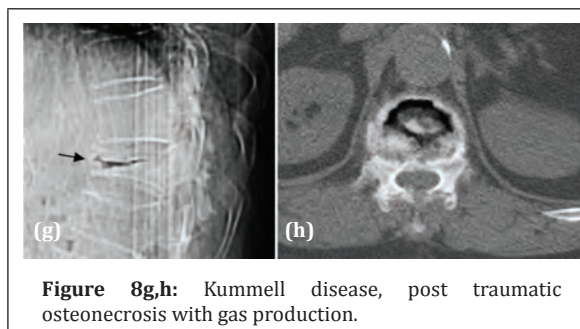 (g)
(h)
Figure 8g,h: Kummell disease, post traumatic
osteonecrosis with gas production.